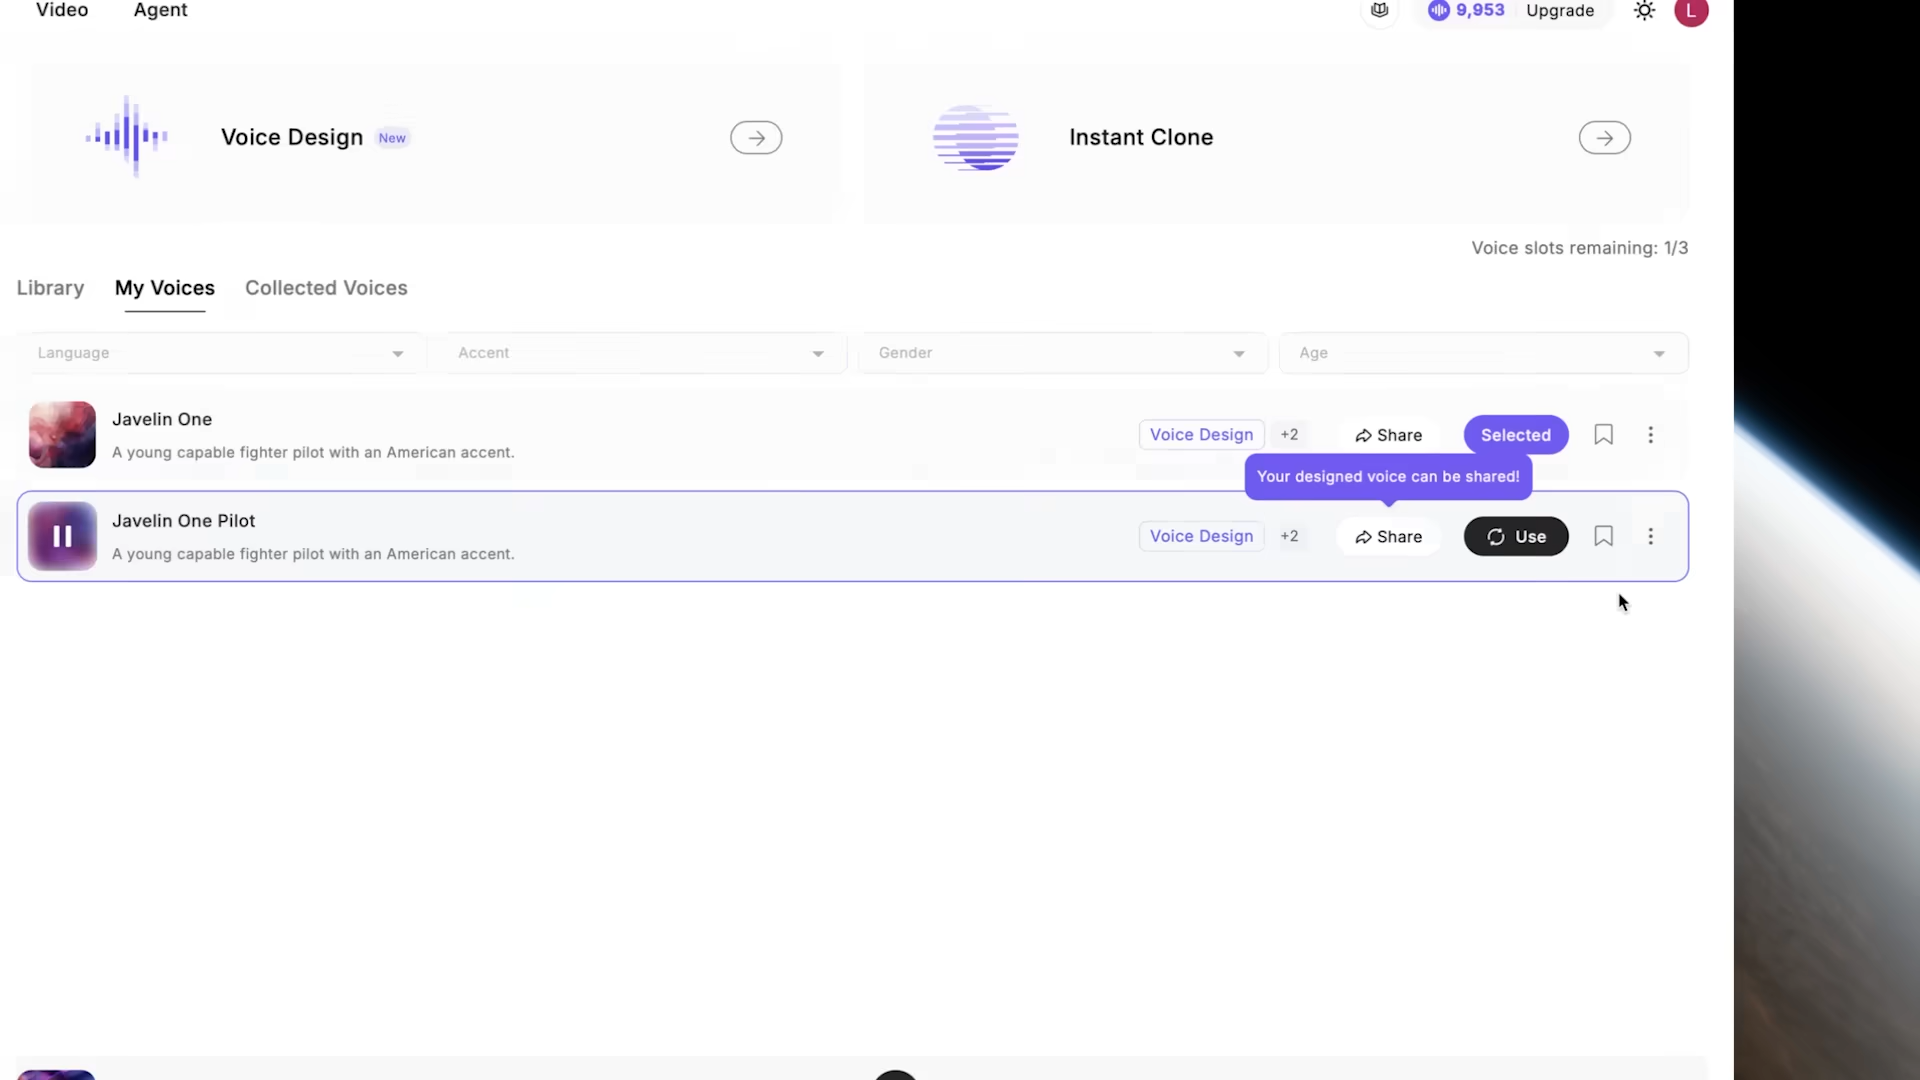 Video Agent 9,953 Upgrade L
Voice Design New
Instant Clone
Voice slots remaining: 1/3
Library My Voices Collected Voices
Language Accent Gender Age
Javelin One
A young capable fighter pilot with an American accent.
Voice Design +2 Share Selected
Your designed voice can be shared!
Javelin One Pilot
A young capable fighter pilot with an American accent.
Voice Design +2 Share Use